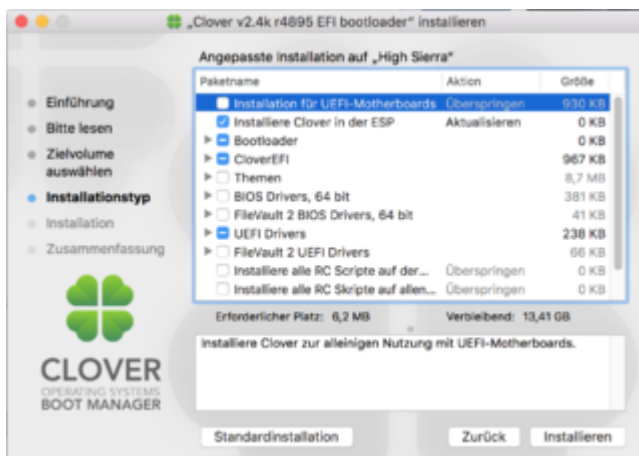 „Clover v2.4k r4895 EFI bootloader“ installieren
Angepasste Installation auf „High Sierra“
Paketname Aktion Größe
Installation für UEFI-Motherboards Überspringen 930 KB
Installiere Clover in der ESP Aktualisieren 0 KB
Bootloader 0 KB
CloverEFI 967 KB
Themen 8,7 MB
BIOS Drivers, 64 bit 381 KB
FileVault 2 BIOS Drivers, 64 bit 41 KB
UEFI Drivers 238 KB
FileVault 2 UEFI Drivers 66 KB
Installiere alle RC Scripte auf der... Überspringen 0 KB
Installiere alle RC Skripte auf allen... Überspringen 0 KB
Einführung
Bitte lesen
Zielvolume
auswählen
Installationstyp
Installation
Zusammenfassung
Erforderlicher Platz: 6,2 MB Verbleibend: 13,41 GB
Installiere Clover zur alleinigen Nutzung mit UEFI-Motherboards.
CLOVER
OPERATING SYSTEMS
BOOT MANAGER
Standardinstallation Zurück Installieren